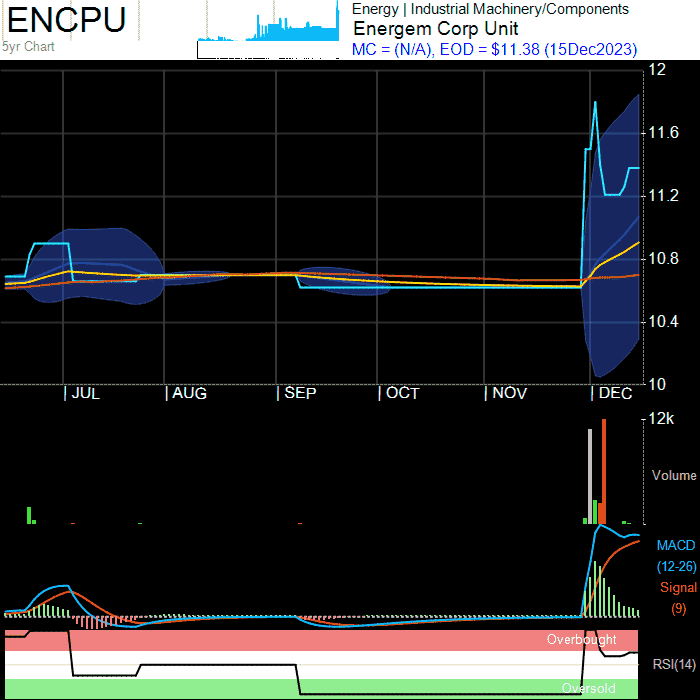 ENCPU
5yr Chart
Energy | Industrial Machinery/Components
Energem Corp Unit
MC = (N/A), EOD = $11.38 (15Dec2023)
12
11.6
11.2
10.8
10.4
10
JUL AUG SEP OCT NOV DEC
12k
Volume
MACD
(12-26)
Signal
(9)
Overbought
RSI(14)
Oversold